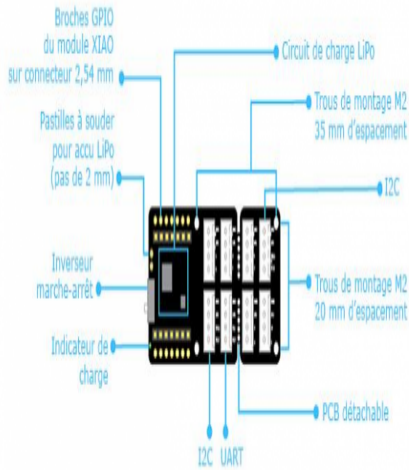 Broches GPIO
du module XIAO
sur connecteur 2,54 mm
Circuit de charge LiPo
Pastilles à souder
pour accu LiPo
(pas de 2 mm)
Trous de montage M2
35 mm d'espacement
I2C
Inverseur
marche-arrêt
Trous de montage M2
20 mm d'espacement
Indicateur de
charge
PCB détachable
I2C UART